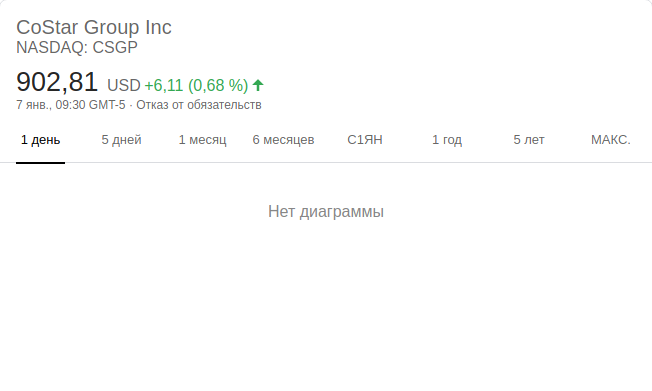 CoStar Group Inc
NASDAQ: CSGP
902,81 USD +6,11 (0,68 %)
7 янв., 09:30 GMT-5 · Отказ от обязательств
1 день 5 дней 1 месяц 6 месяцев С1ЯН 1 год 5 лет МАКС.
Нет диаграммы